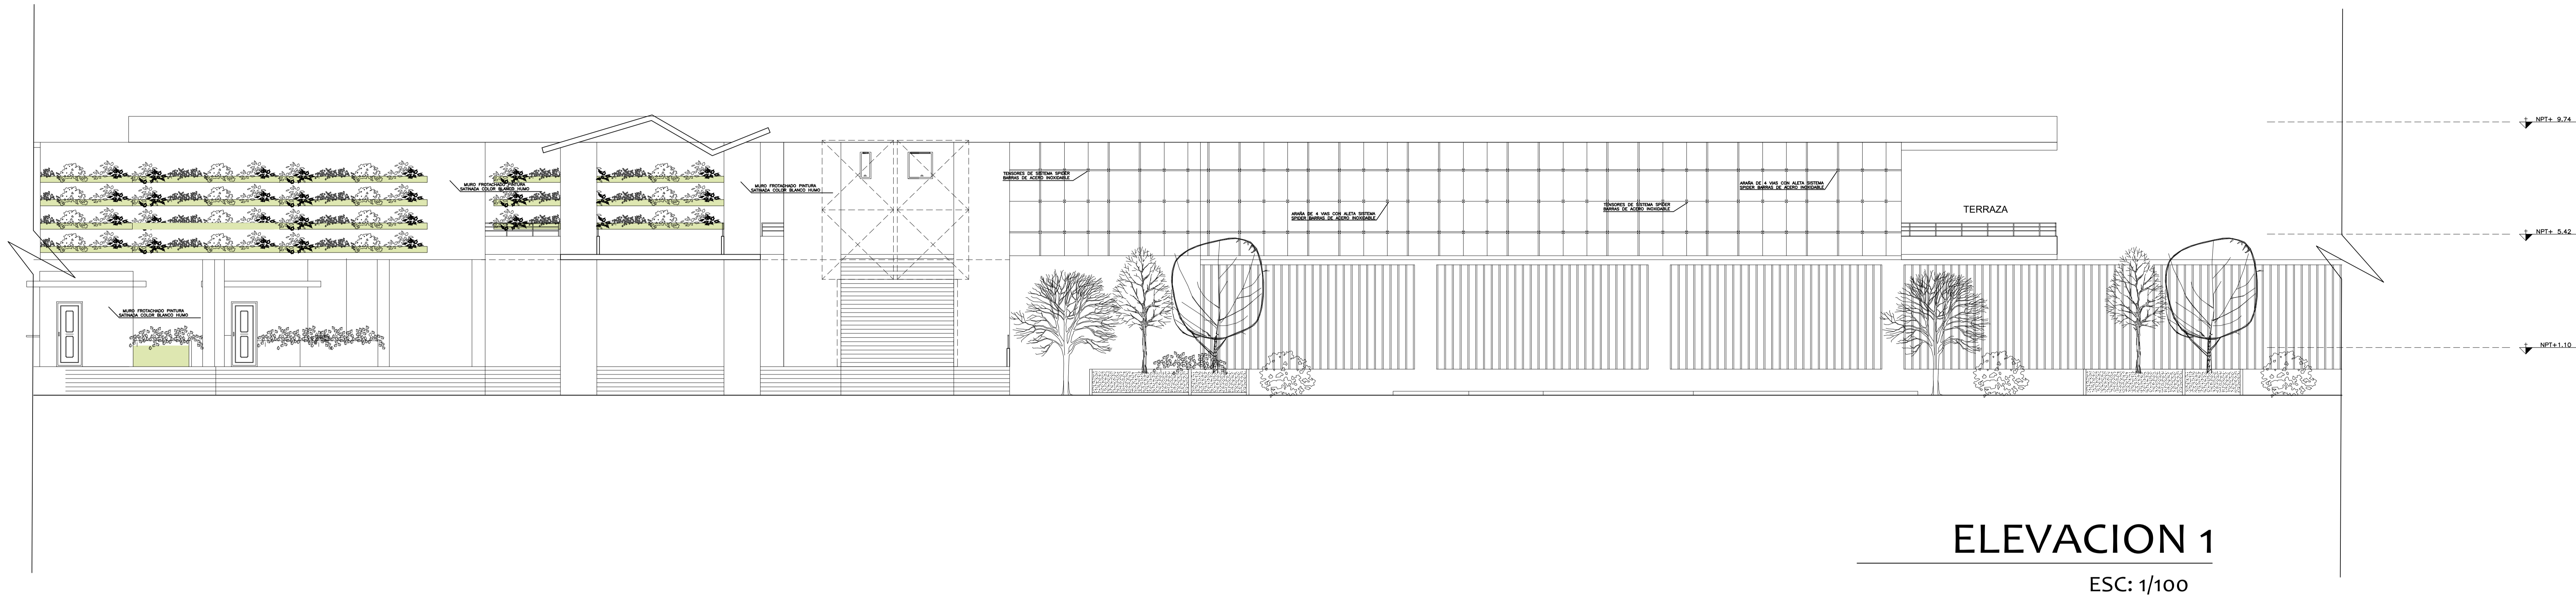 NPT+ 9.74
TENSORES DE SISTEMA SPIDER
BARRAS DE ACERO INOXIDABLE
MURO FROTACHADO PINTURA
SATINADA COLOR BLANCO HUMO
MURO FROTACHADO PINTURA
SATINADA COLOR BLANCO HUMO
ARAÑA DE 4 VIAS CON ALETA SISTEMA
SPIDER BARRAS DE ACERO INOXIDABLE
TENSORES DE SISTEMA SPIDER
BARRAS DE ACERO INOXIDABLE
TERRAZA
ARAÑA DE 4 VIAS CON ALETA SISTEMA
SPIDER BARRAS DE ACERO INOXIDABLE
NPT+ 5.42
MURO FROTACHADO PINTURA
SATINADA COLOR BLANCO HUMO
NPT+1.10
ELEVACION 1
ESC: 1/100